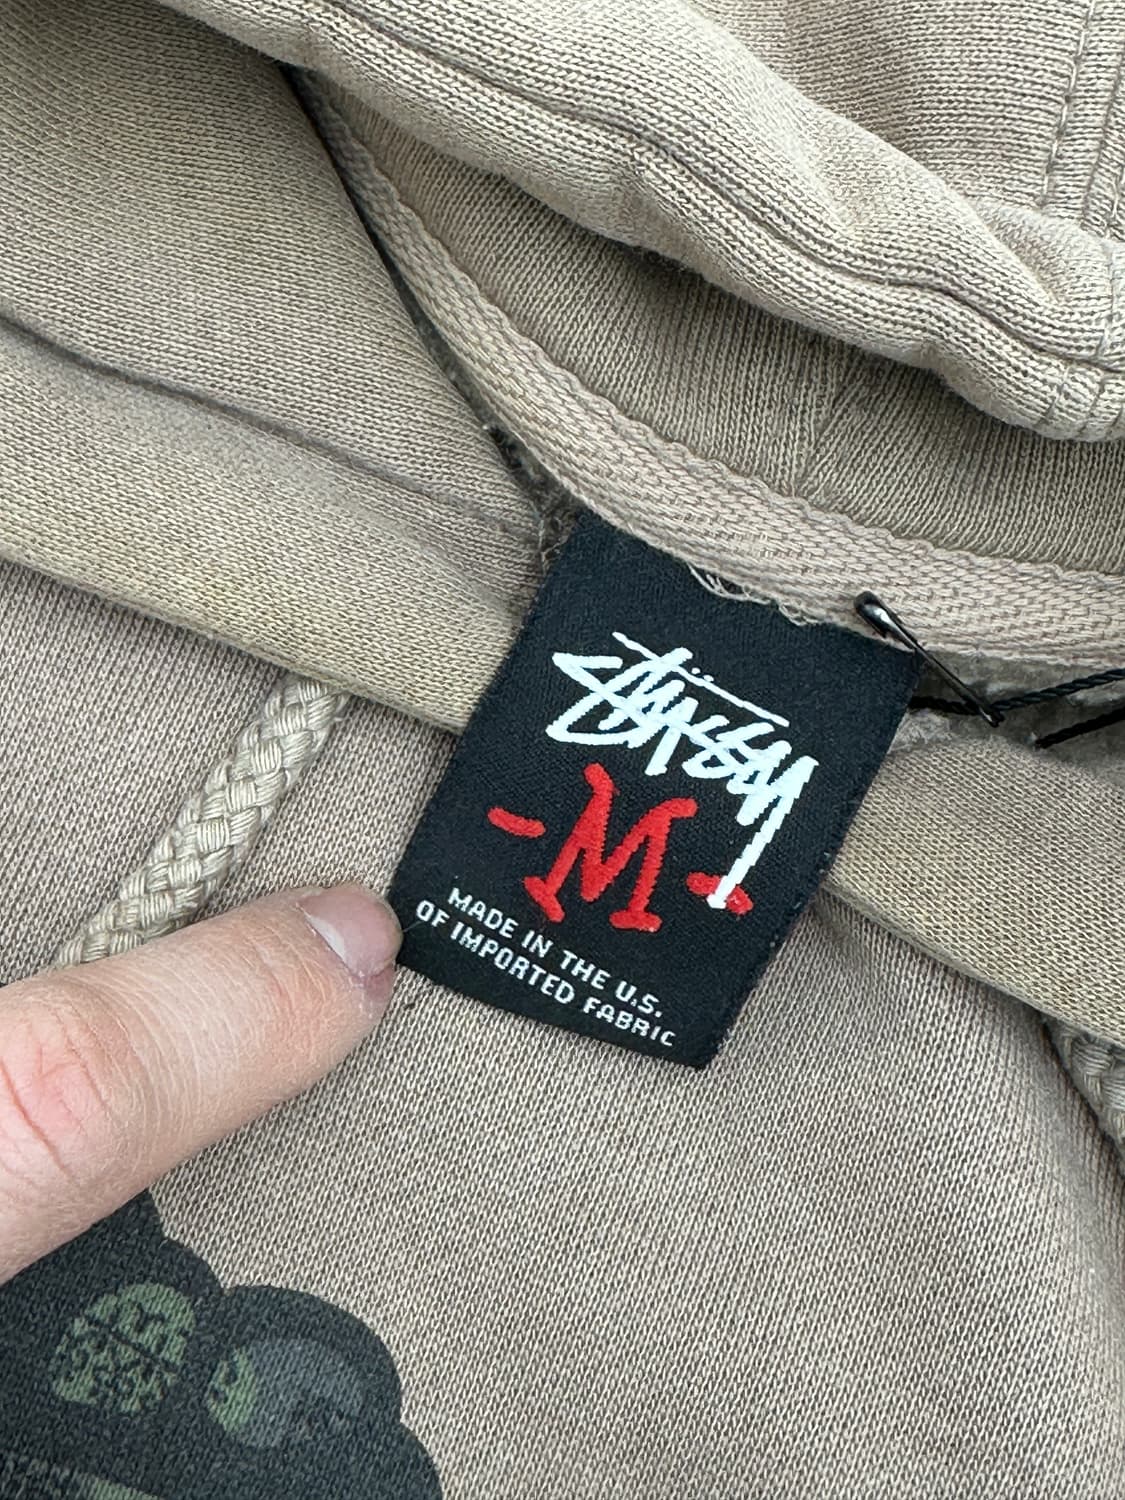 Stüssy
-M-
MADE IN THE U.S.
OF IMPORTED FABRIC